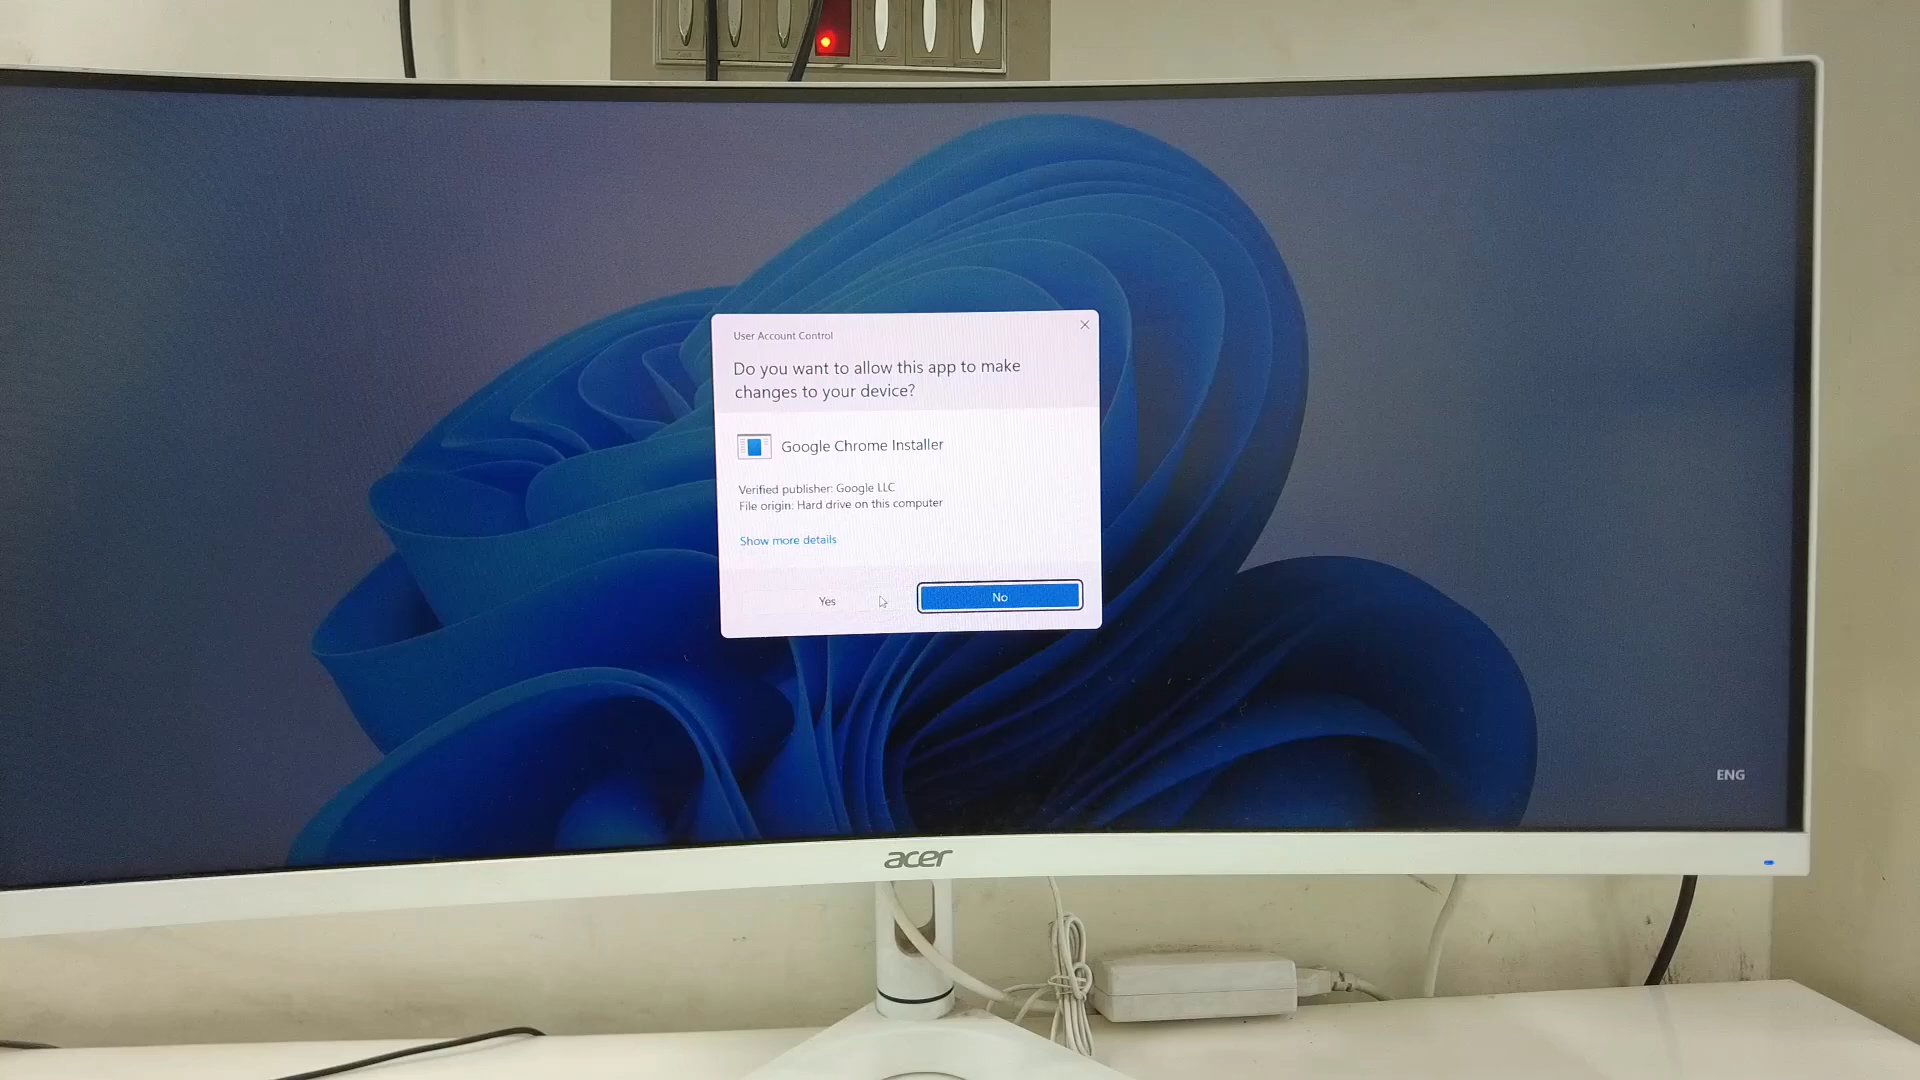 User Account Control
Do you want to allow this app to make
changes to your device?
Google Chrome Installer
Verified publisher: Google LLC
File origin: Hard drive on this computer
Show more details
Yes
No
ENG
acer